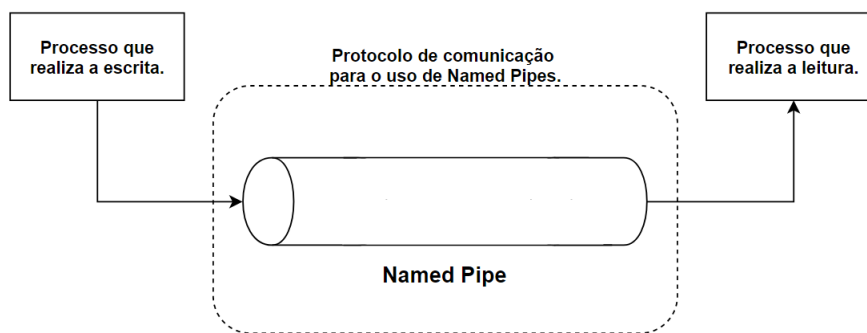 Processo que
realiza a escrita.
Protocolo de comunicação
para o uso de Named Pipes.
Processo que
realiza a leitura.
Named Pipe